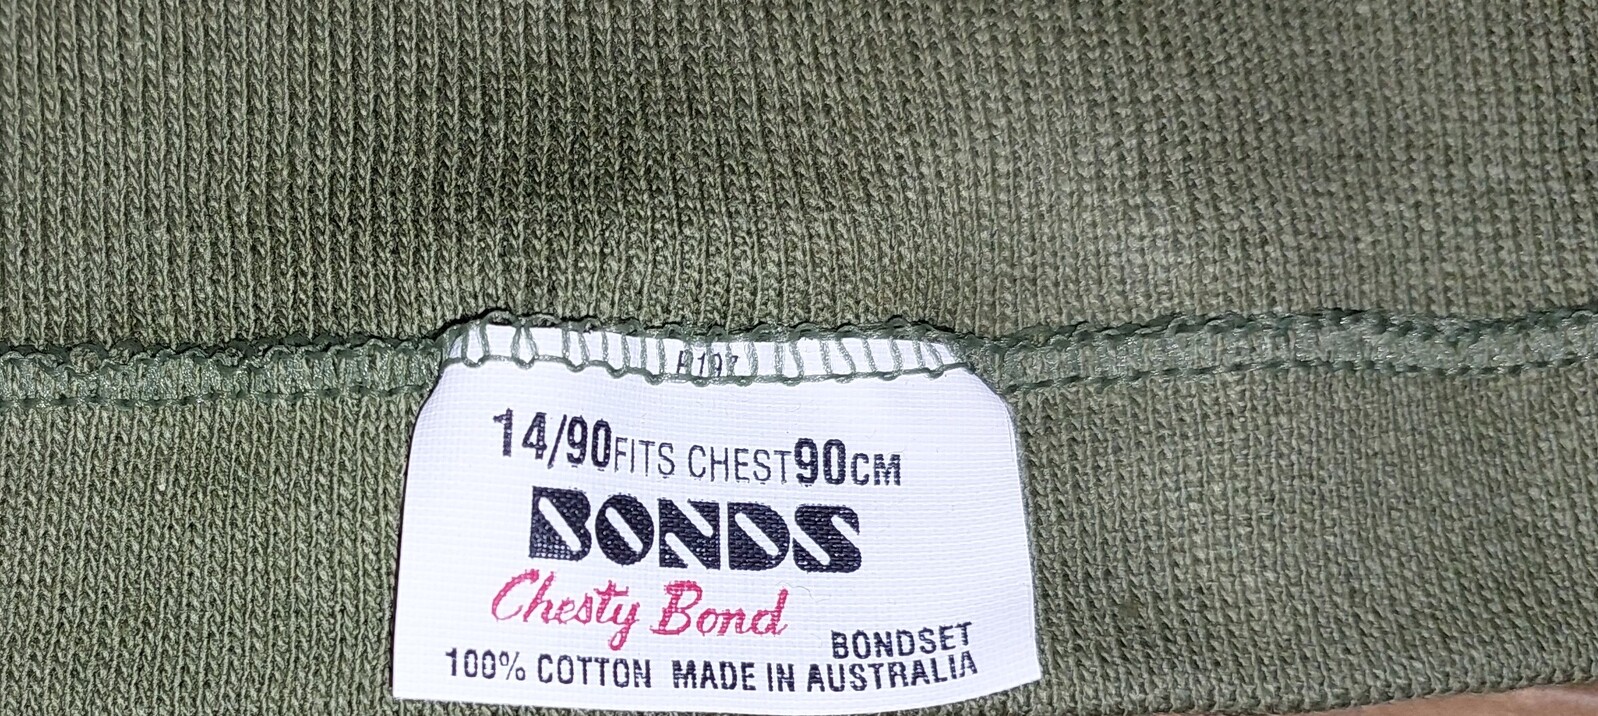 14/90 FITS CHEST 90CM
BONDS
Chesty Bond
BONDSET
100% COTTON MADE IN AUSTRALIA